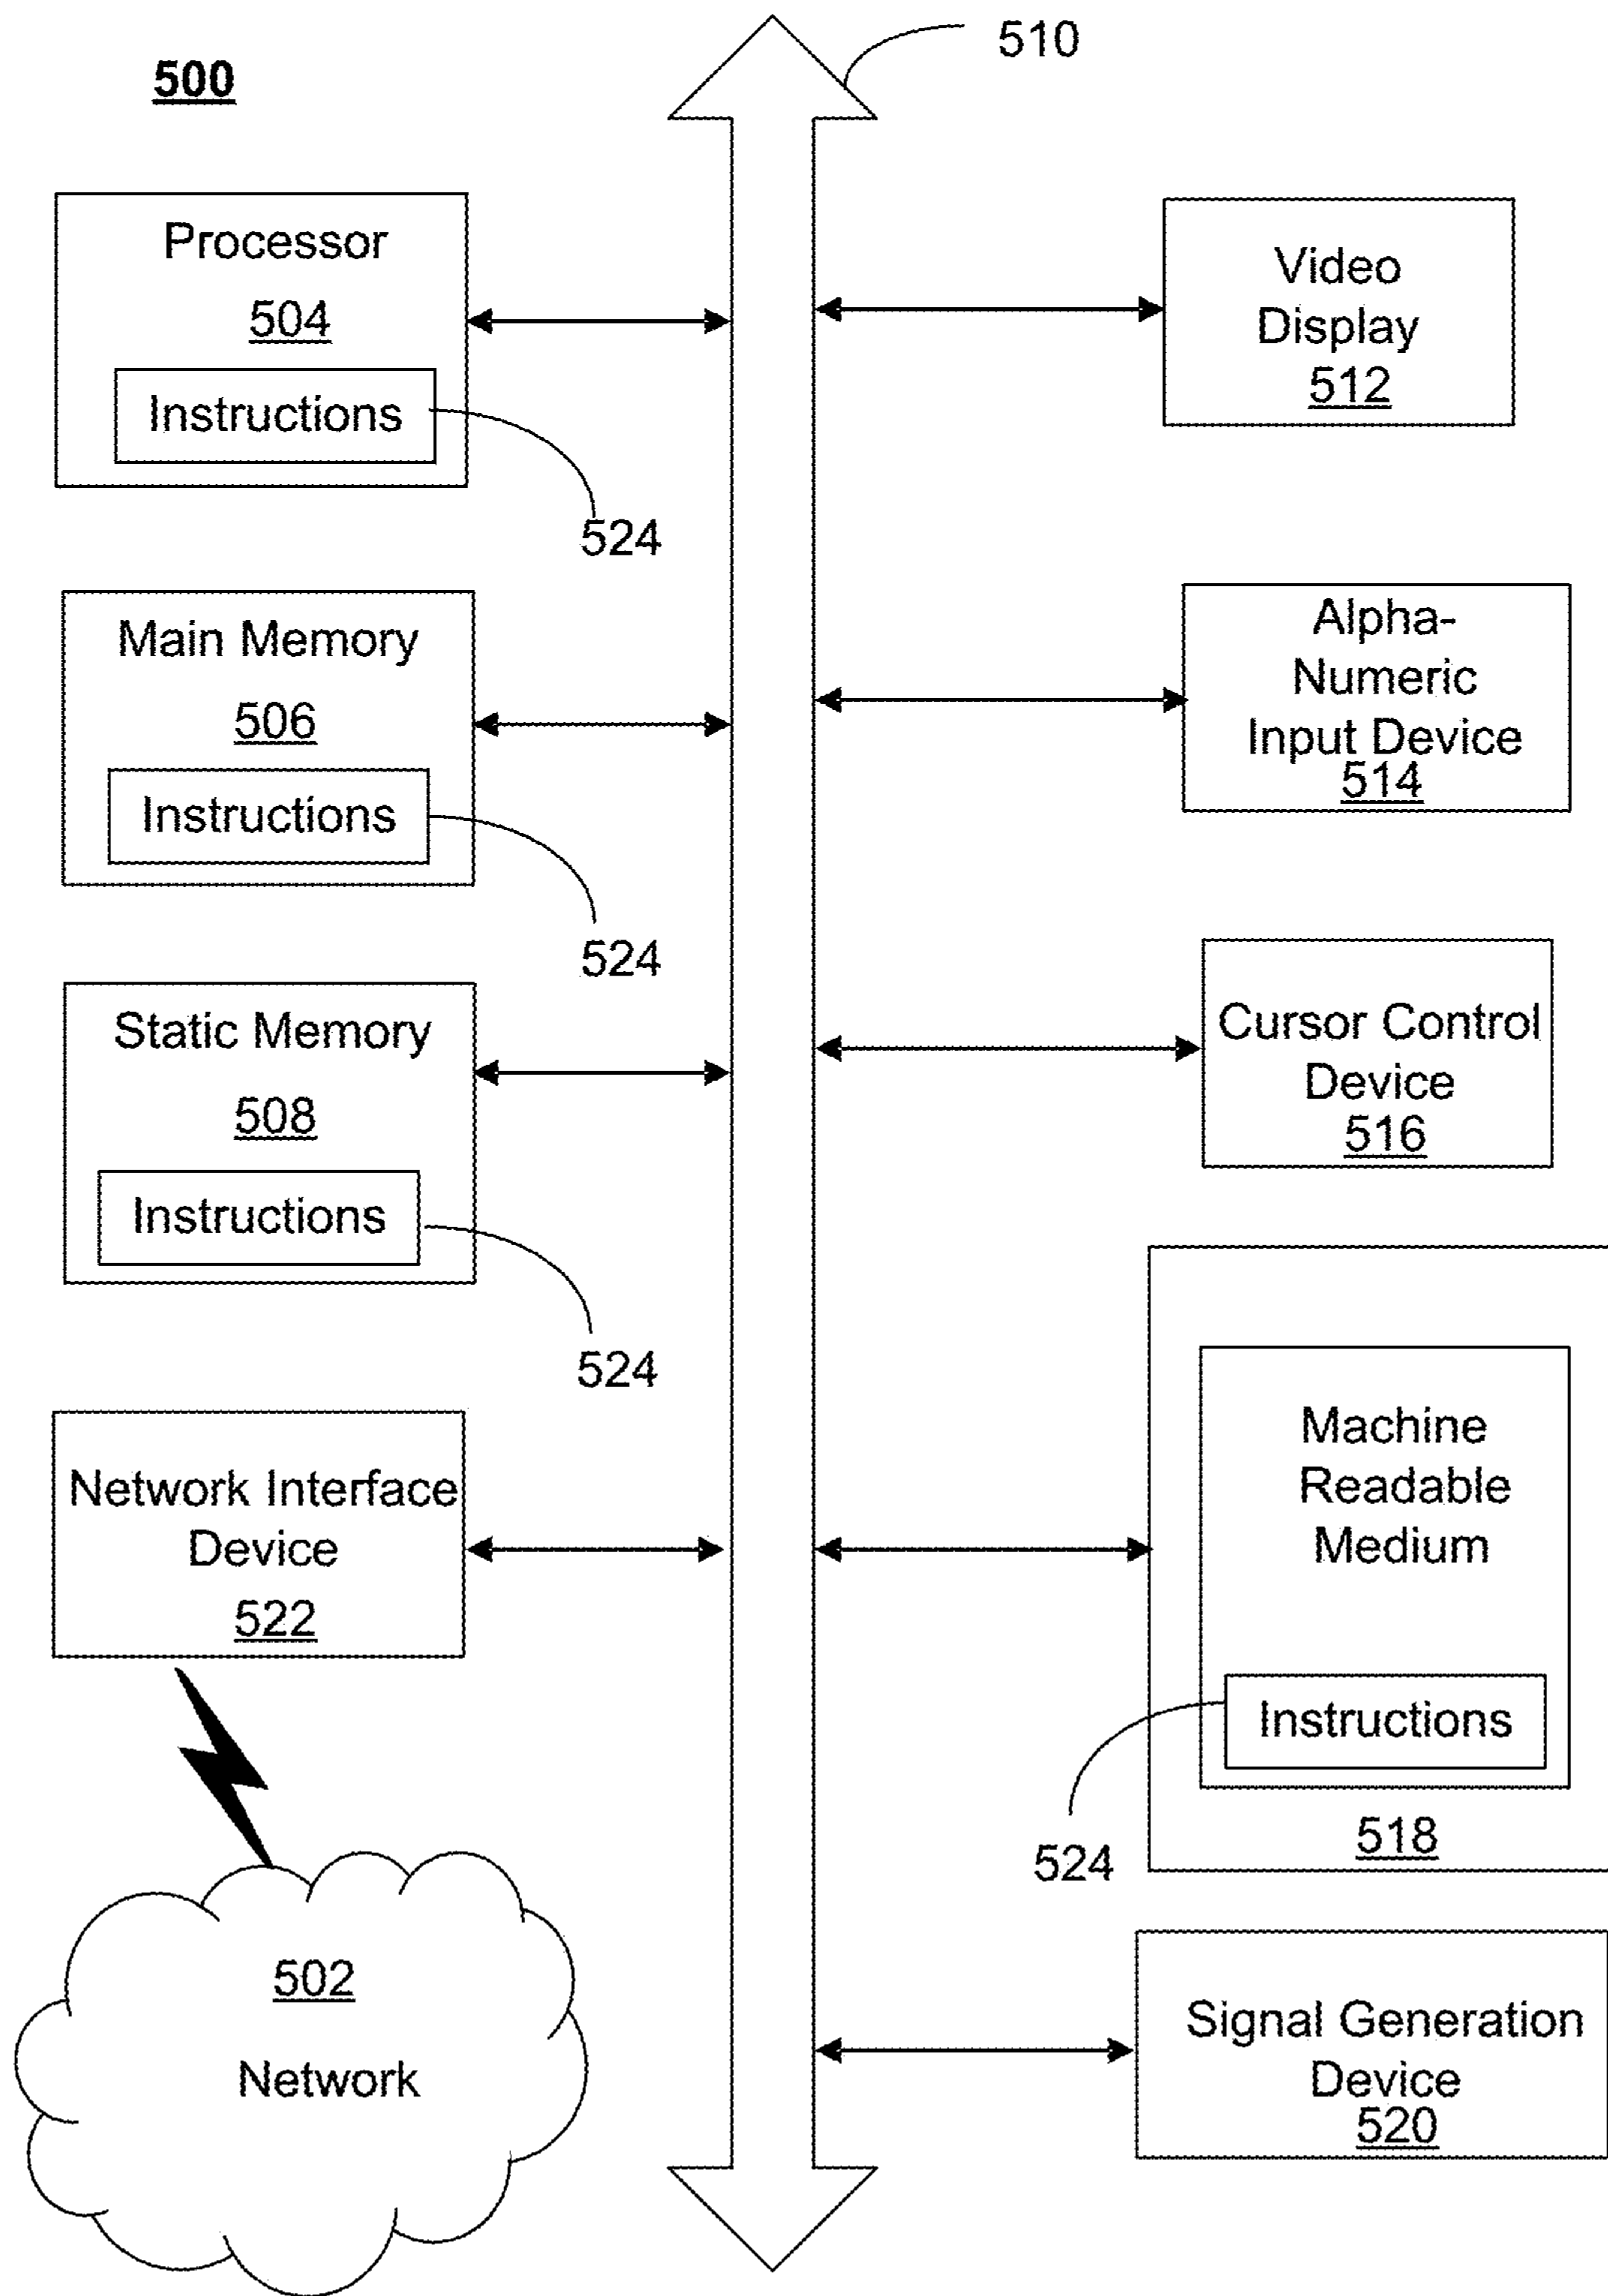 500
510
Processor
504
Instructions
524
Main Memory
506
Instructions
524
Static Memory
508
Instructions
524
Network Interface
Device
522
502
Network
Video
Display
512
Alpha-
Numeric
Input Device
514
Cursor Control
Device
516
Machine
Readable
Medium
Instructions
524
518
Signal Generation
Device
520